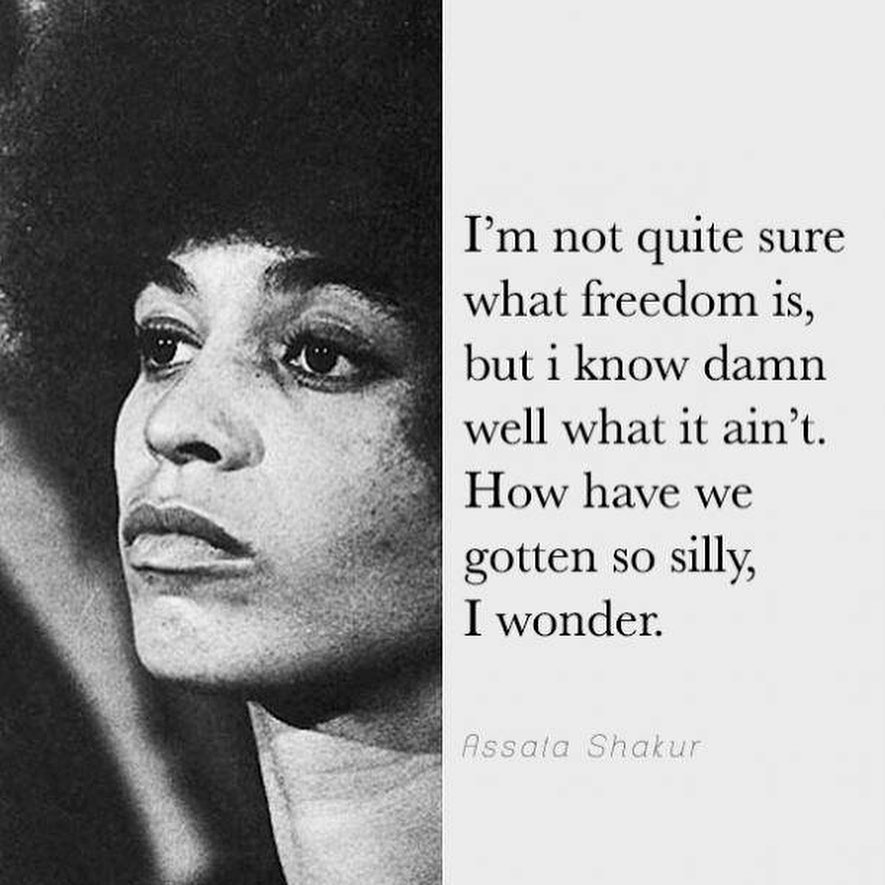 I’m not quite sure
what freedom is,
but i know damn
well what it ain’t.
How have we
gotten so silly,
I wonder.
Assata Shakur